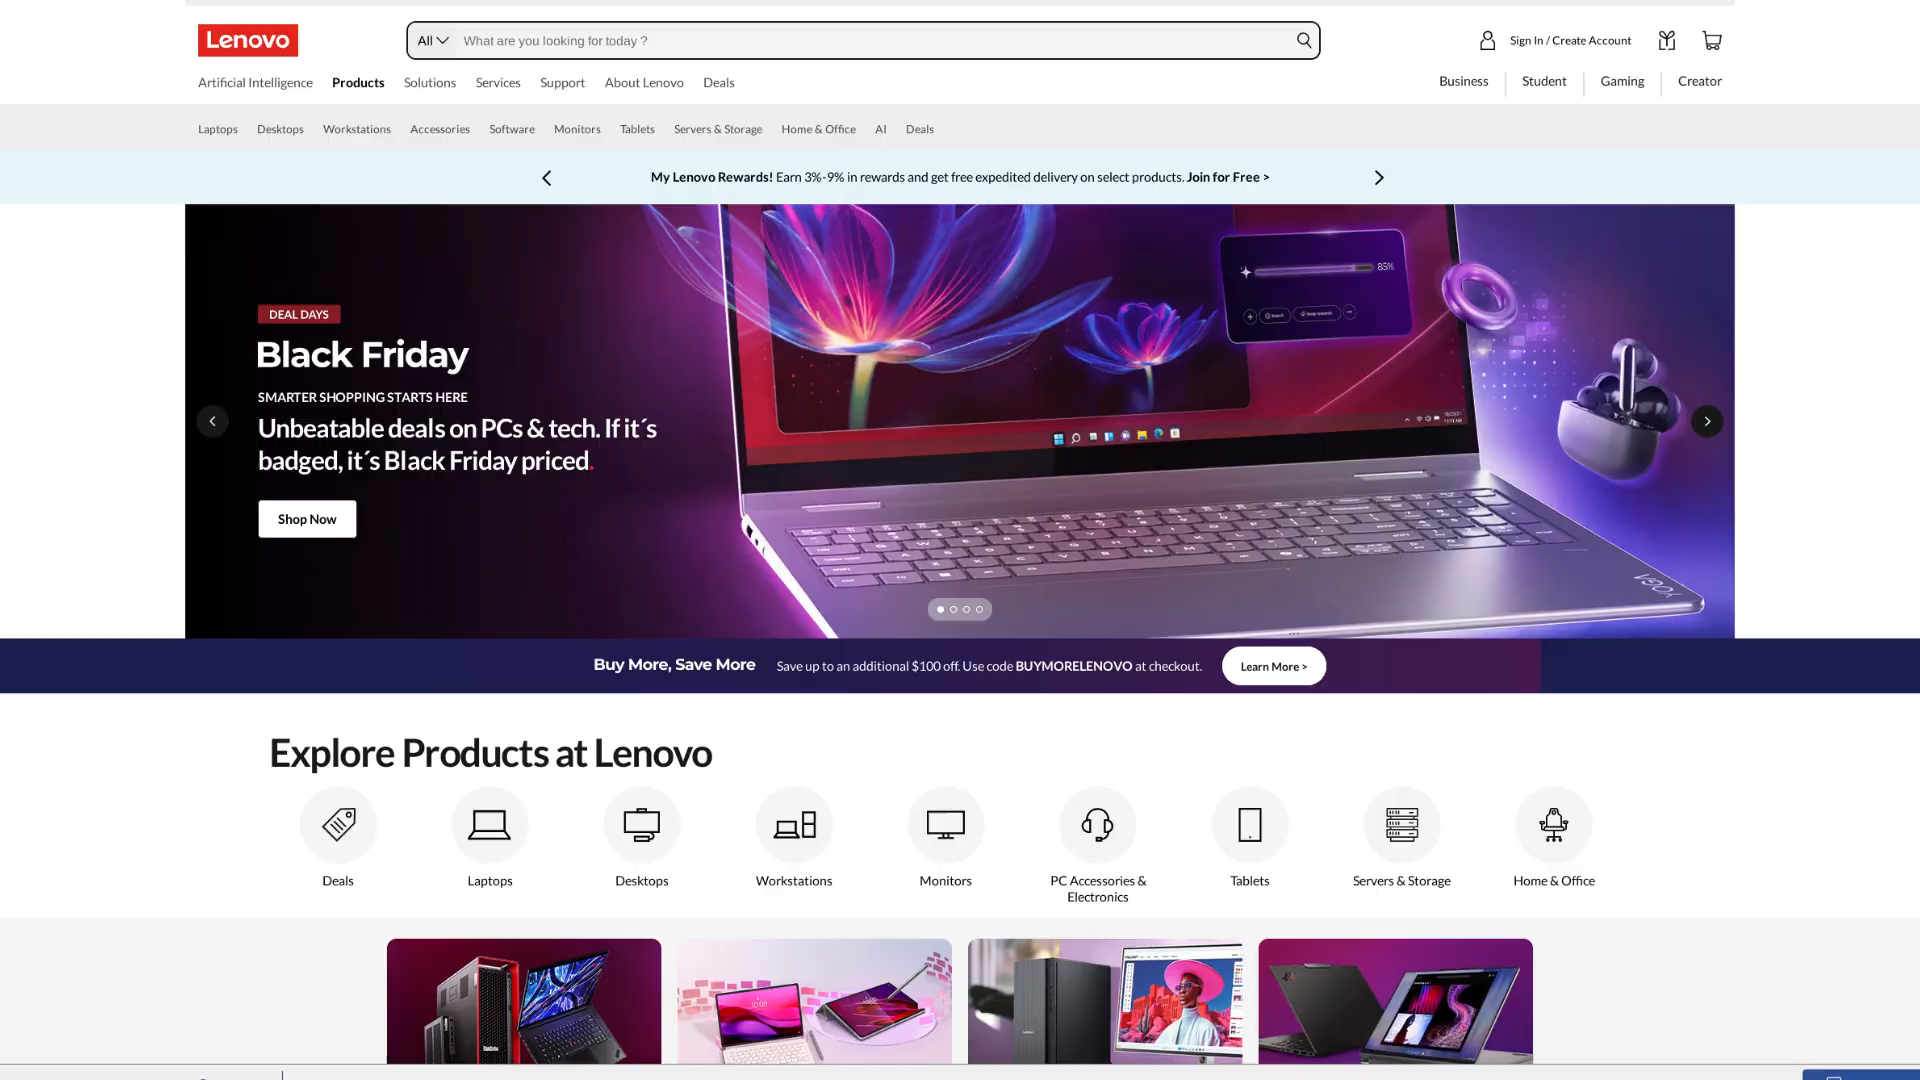 Lenovo
All
What are you looking for today ?
Sign In / Create Account
Artificial Intelligence
Products
Solutions
Services
Support
About Lenovo
Deals
Business
Student
Gaming
Creator
Laptops
Desktops
Workstations
Accessories
Software
Monitors
Tablets
Servers & Storage
Home & Office
AI
Deals
My Lenovo Rewards! Earn 3%-9% in rewards and get free expedited delivery on select products. Join for Free >
85%
DEAL DAYS
Black Friday
SMARTER SHOPPING STARTS HERE
Unbeatable deals on PCs & tech. If it´s
badged, it´s Black Friday priced.
Shop Now
YOGA
Buy More, Save More
Save up to an additional $100 off. Use code BUYMORELENOVO at checkout.
Learn More >
Explore Products at Lenovo
Deals
Laptops
Desktops
Workstations
Monitors
PC Accessories &
Electronics
Tablets
Servers & Storage
Home & Office